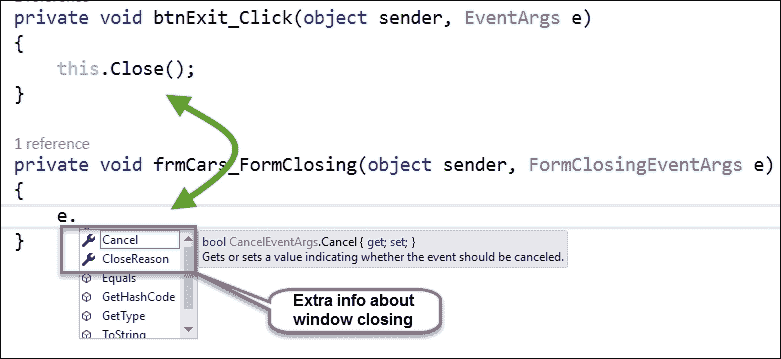 private void btnExit_Click(object sender, EventArgs e)
{
this.Close();
}
1 reference
private void frmCars_FormClosing(object sender, FormClosingEventArgs e)
{
e.
}
Cancel
CloseReason
Equals
GetHashCode
GetType
ToString
bool CancelEventArgs.Cancel { get; set; }
Gets or sets a value indicating whether the event should be canceled.
Extra info about
window closing